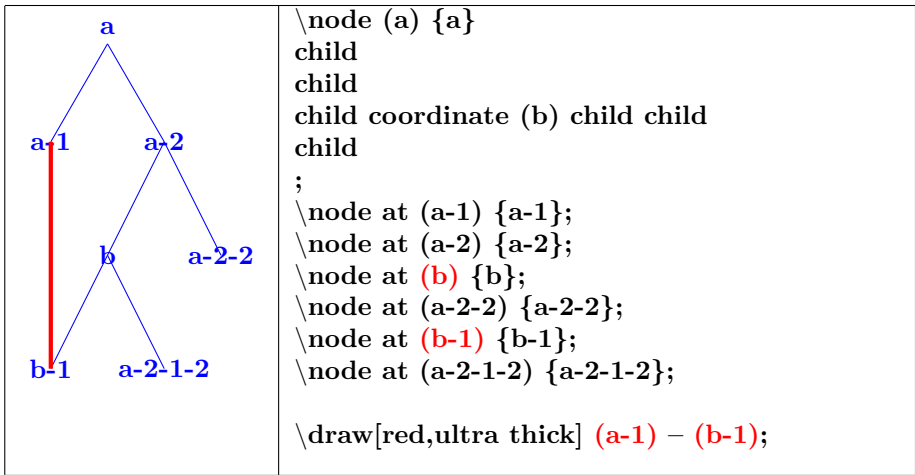 a
a-1 a-2
b a-2-2
b-1 a-2-1-2
\node (a) {a}
child
child
child coordinate (b) child child
child
;
\node at (a-1) {a-1};
\node at (a-2) {a-2};
\node at (b) {b};
\node at (a-2-2) {a-2-2};
\node at (b-1) {b-1};
\node at (a-2-1-2) {a-2-1-2};
\draw[red,ultra thick] (a-1) – (b-1);